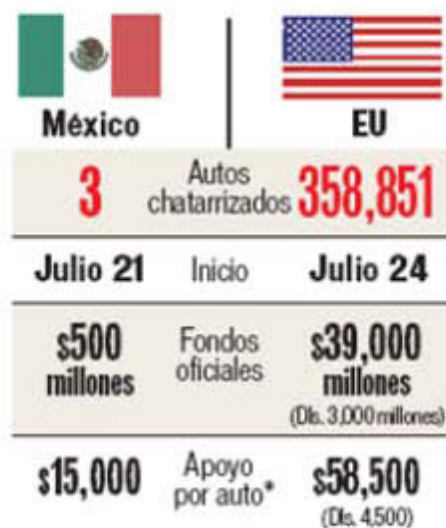 México
EU
3
Autos
chatarrizados
358,851
Julio 21
Inicio
Julio 24
$500
millones
Fondos
oficiales
$39,000
millones
(Dls. 3,000 millones)
$15,000
Apoyo
por auto*
$58,500
(Dls. 4,500)